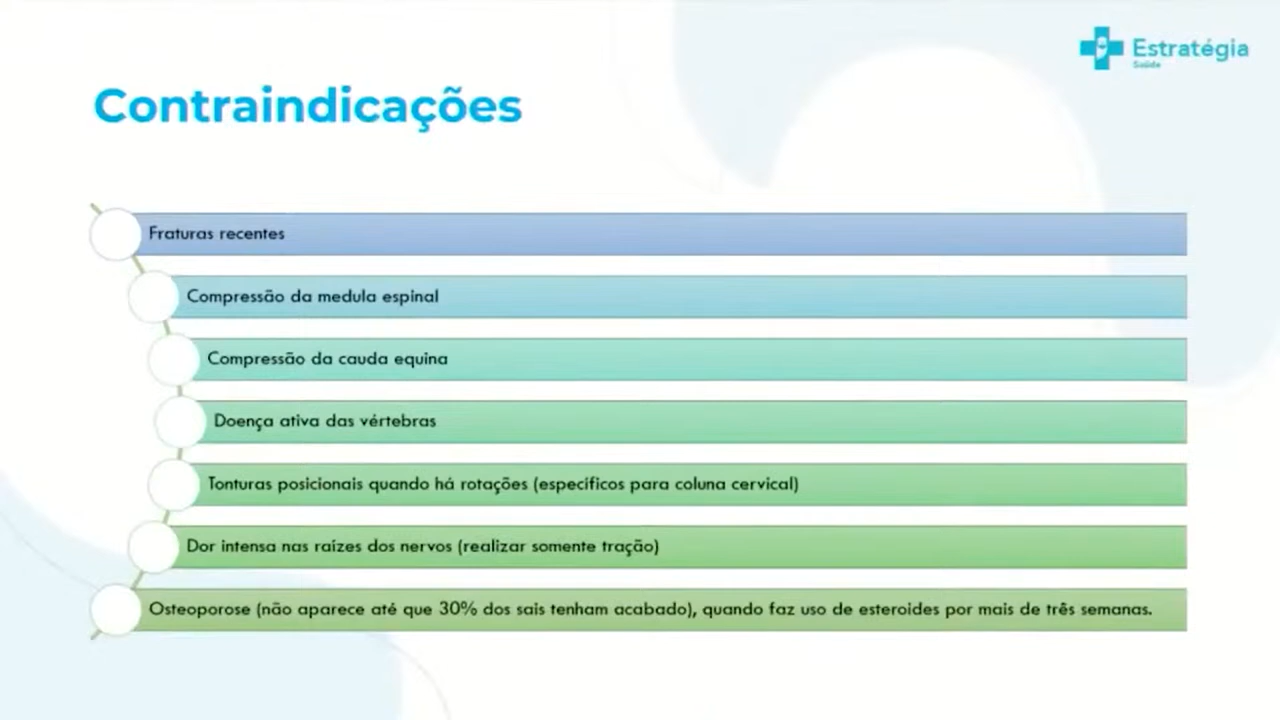 Estratégia
Saúde
Contraindicações
Fraturas recentes
Compressão da medula espinal
Compressão da cauda equina
Doença ativa das vértebras
Tonturas posicionais quando há rotações (específicos para coluna cervical)
Dor intensa nas raízes dos nervos (realizar somente tração)
Osteoporose (não aparece até que 30% dos sais tenham acabado), quando faz uso de esteroides por mais de três semanas.